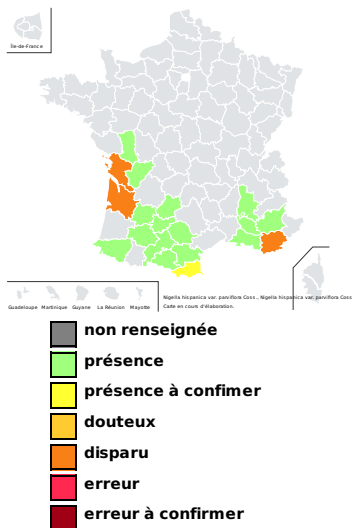 Île-de-France
Guadeloupe Martinique Guyane La Réunion Mayotte
Nigella hispanica var. parviflora Coss., Nigella hispanica var. parviflora Coss
Carte en cours d'élaboration.
non renseignée
présence
présence à confimer
douteux
disparu
erreur
erreur à confirmer